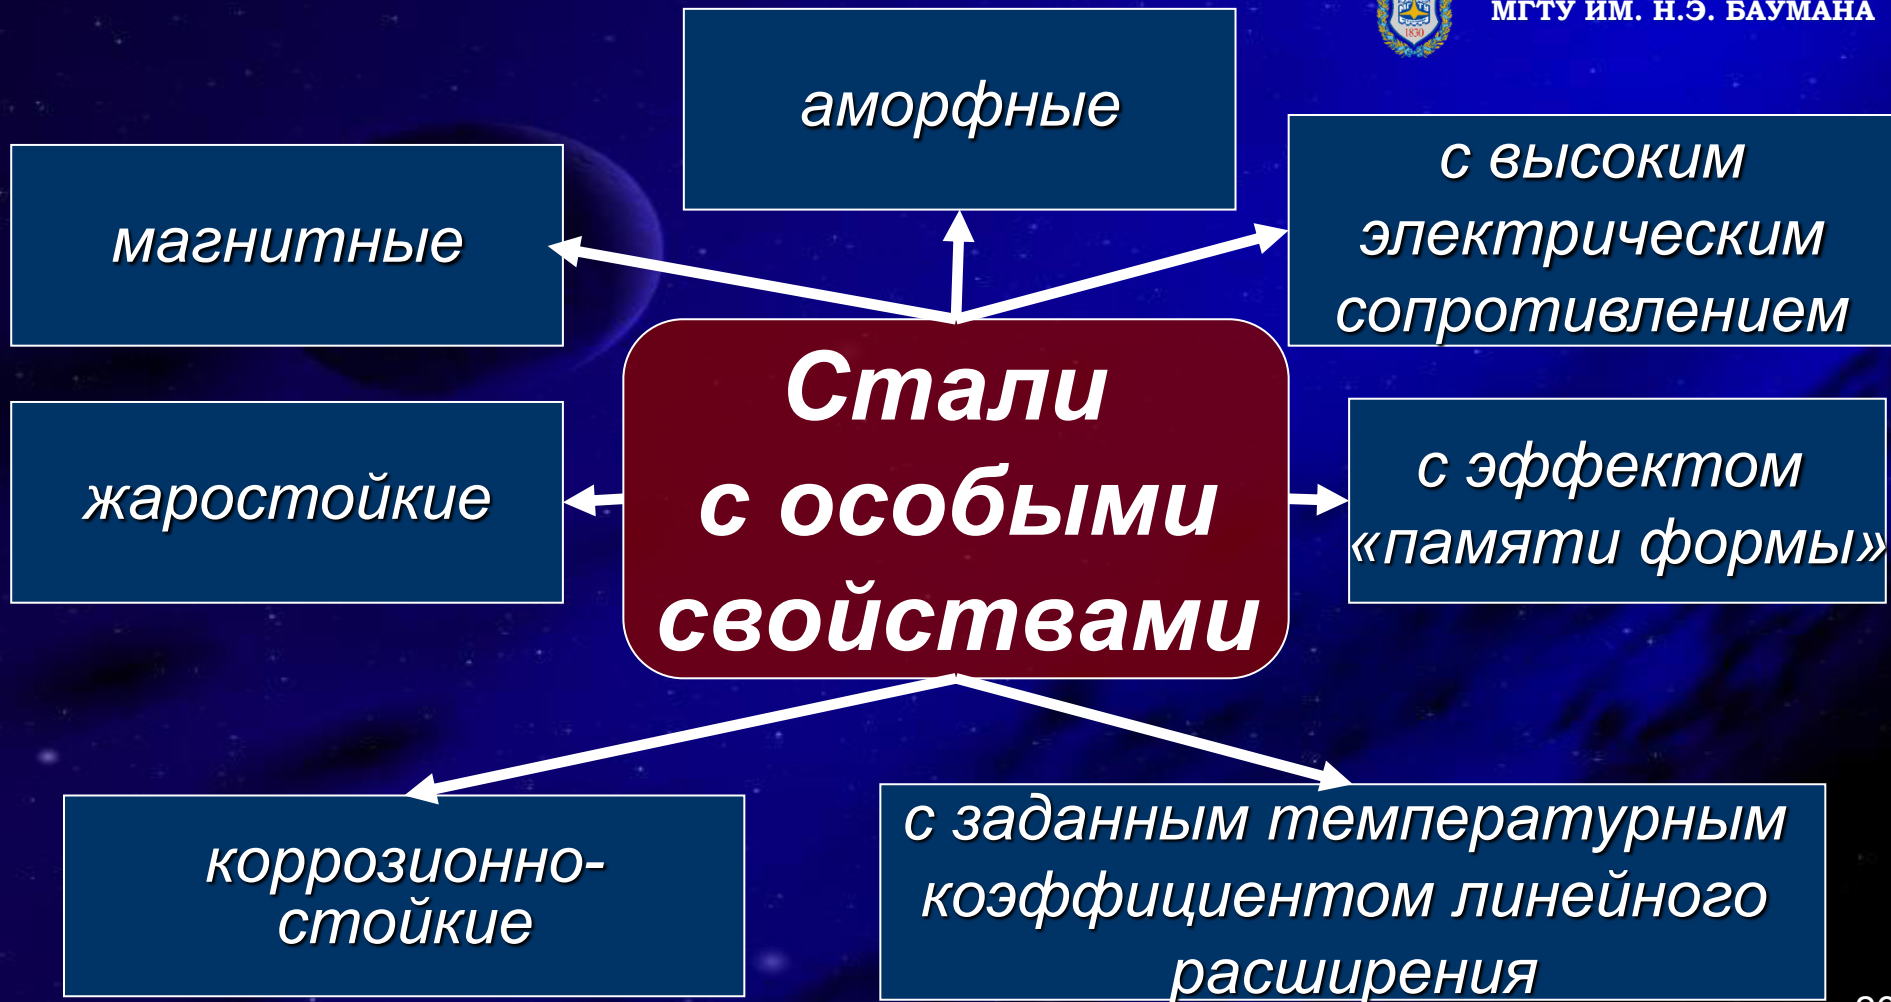 МГТУ ИМ. Н.Э. БАУМАНА
1830
аморфные
магнитные
с высоким
электрическим
сопротивлением
Стали
с особыми
свойствами
жаростойкие
с эффектом
«памяти формы»
коррозионно-
стойкие
с заданным температурным
коэффициентом линейного
расширения